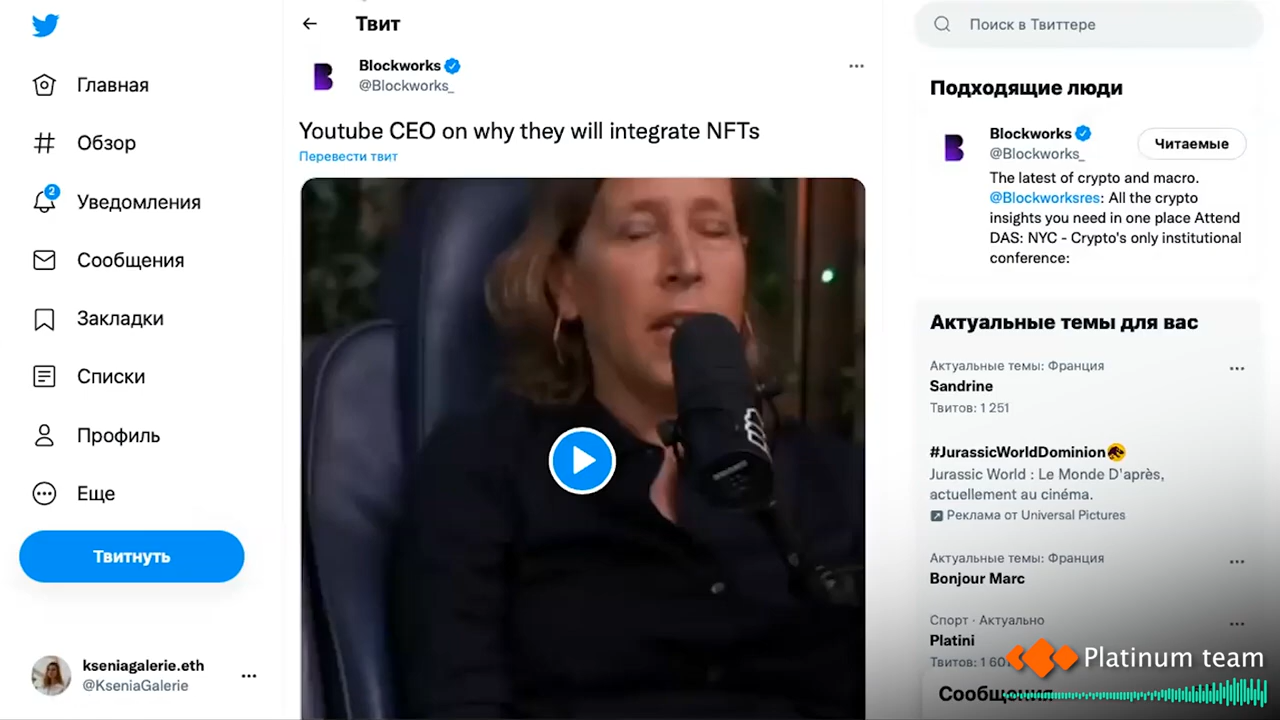 Твит
Blockworks
@Blockworks_
Youtube CEO on why they will integrate NFTs
Перевести твит
2
Главная
Обзор
Уведомления
Сообщения
Закладки
Списки
Профиль
Еще
Твитнуть
kseniagalerie.eth
@KseniaGalerie
Поиск в Твиттере
Подходящие люди
Blockworks
@Blockworks_
Читаемые
The latest of crypto and macro.
@Blockworksres: All the crypto
insights you need in one place Attend
DAS: NYC - Crypto's only institutional
conference:
Актуальные темы для вас
Актуальные темы: Франция
Sandrine
Твитов: 1 251
#JurassicWorldDominion
Jurassic World : Le Monde D'après,
actuellement au cinéma.
Реклама от Universal Pictures
Актуальные темы: Франция
Bonjour Marc
Спорт · Актуально
Platini
Твитов: 1 60
Platinum team
Сообщения